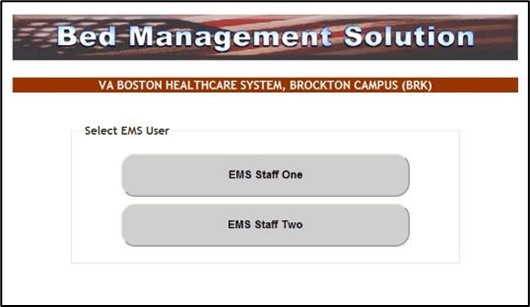 Bed Management Solution
VA BOSTON HEALTHCARE SYSTEM, BROCKTON CAMPUS (BRK)
Select EMS User
EMS Staff One
EMS Staff Two